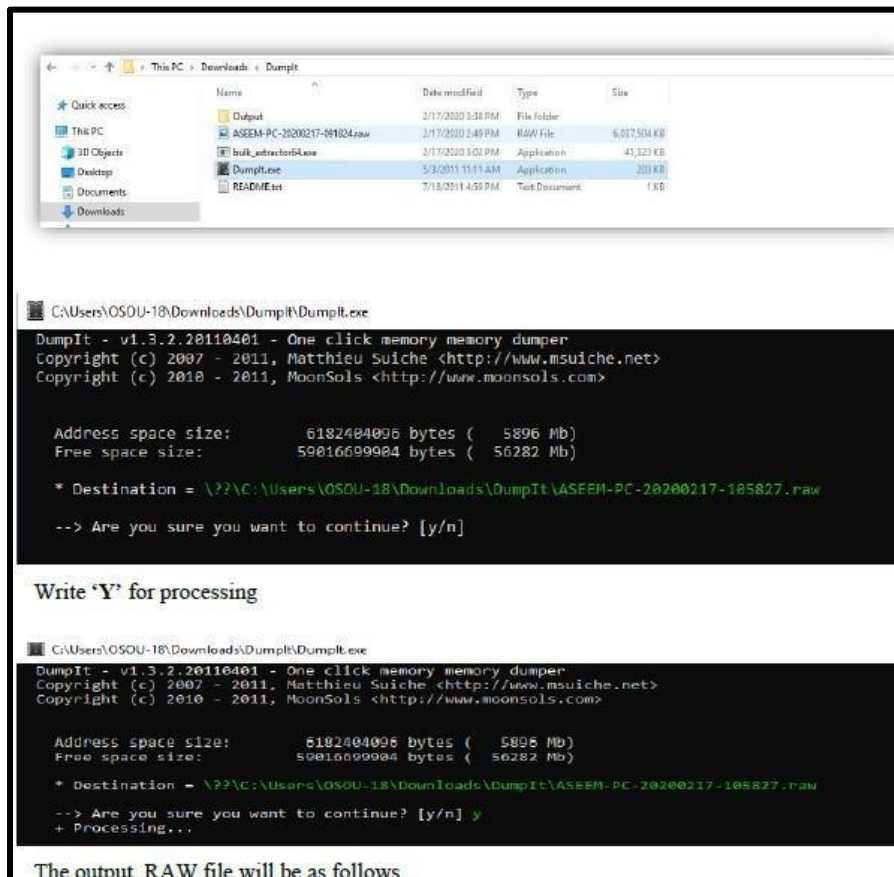 This PC › Downloads › DumpIt
Name Date modified Type Size
Quick access
Output 2/17/2020 3:38 PM File folder
This PC
ASEEM-PC-20200217-091824.raw 2/17/2020 2:49 PM RAW File 6,037,504 KB
3D Objects
bulk_extractor64.exe 2/17/2020 3:02 PM Application 41,323 KB
Desktop
DumpIt.exe 5/3/2011 11:11 AM Application 203 KB
Documents
README.txt 7/18/2011 4:59 PM Text Document 1 KB
Downloads
C:\Users\OSOU-18\Downloads\DumpIt\DumpIt.exe
DumpIt - v1.3.2.20110401 - One click memory memory dumper
Copyright (c) 2007 - 2011, Matthieu Suiche <http://www.msuiche.net>
Copyright (c) 2010 - 2011, MoonSols <http://www.moonsols.com>
Address space size: 6182404096 bytes ( 5896 Mb)
Free space size: 59016699904 bytes ( 56282 Mb)
* Destination = \??\C:\Users\OSOU-18\Downloads\DumpIt\ASEEM-PC-20200217-105827.raw
--> Are you sure you want to continue? [y/n]
Write ‘Y’ for processing
C:\Users\OSOU-18\Downloads\DumpIt\DumpIt.exe
DumpIt - v1.3.2.20110401 - One click memory memory dumper
Copyright (c) 2007 - 2011, Matthieu Suiche <http://www.msuiche.net>
Copyright (c) 2010 - 2011, MoonSols <http://www.moonsols.com>
Address space size: 6182404096 bytes ( 5896 Mb)
Free space size: 59016699904 bytes ( 56282 Mb)
* Destination = \??\C:\Users\OSOU-18\Downloads\DumpIt\ASEEM-PC-20200217-105827.raw
--> Are you sure you want to continue? [y/n] y
+ Processing...
The output RAW file will be as follows